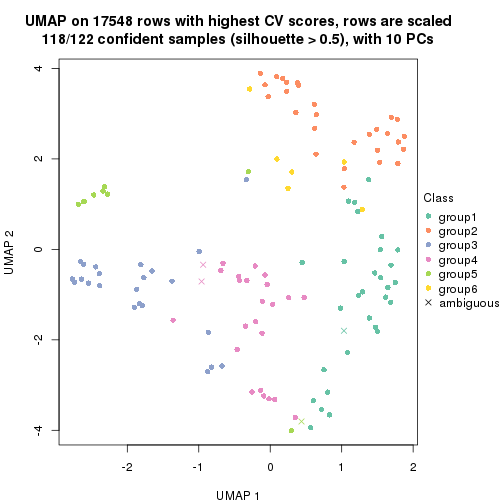 UMAP on 17548 rows with highest CV scores, rows are scaled
118/122 confident samples (silhouette > 0.5), with 10 PCs
4
2
0
-2
-4
UMAP 2
-2
-1
0
1
2
UMAP 1
Class
group1
group2
group3
group4
group5
group6
ambiguous